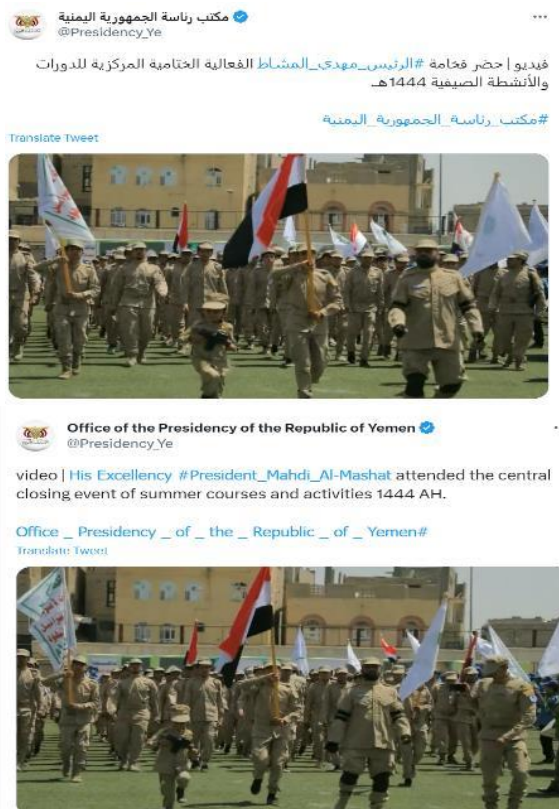 مكتب رئاسة الجمهورية اليمنية
@Presidency_Ye
فيديو | حضر فخامة #الرئيس_مهدي_المشاط الفعالية الختامية المركزية للدورات
والأنشطة الصيفية 1444هـ
#مكتب_رئاسة_الجمهورية_اليمنية
Translate Tweet
Office of the Presidency of the Republic of Yemen
@Presidency_Ye
video | His Excellency #President_Mahdi_Al-Mashat attended the central
closing event of summer courses and activities 1444 AH.
Office _ Presidency _ of _ the _ Republic _ of _ Yemen#
Translate Tweet